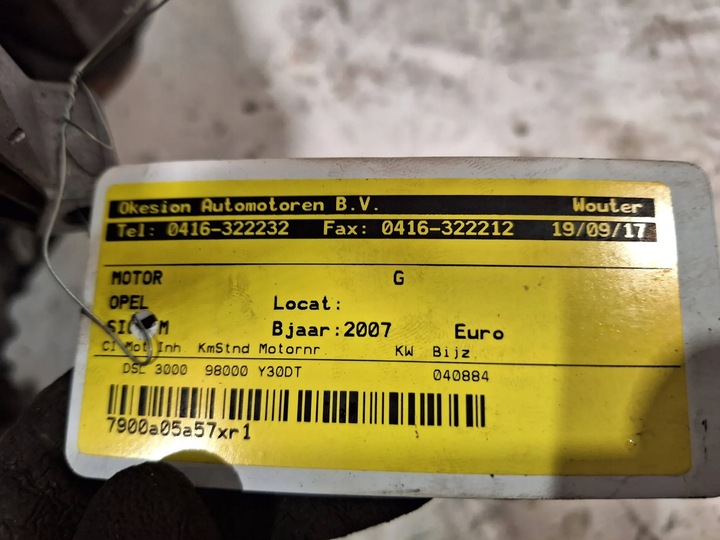 Okesion Automotoren B.V. Wouter
Tel: 0416-322232 Fax: 0416-322212 19/09/17
MOTOR G
OPEL Locat:
Bjaar:2007 Euro
Cl Mot.Inh. KmStnd Motornr KW Bijz.
DSL 3000 98000 Y30DT 040884
7900a05a57xr1